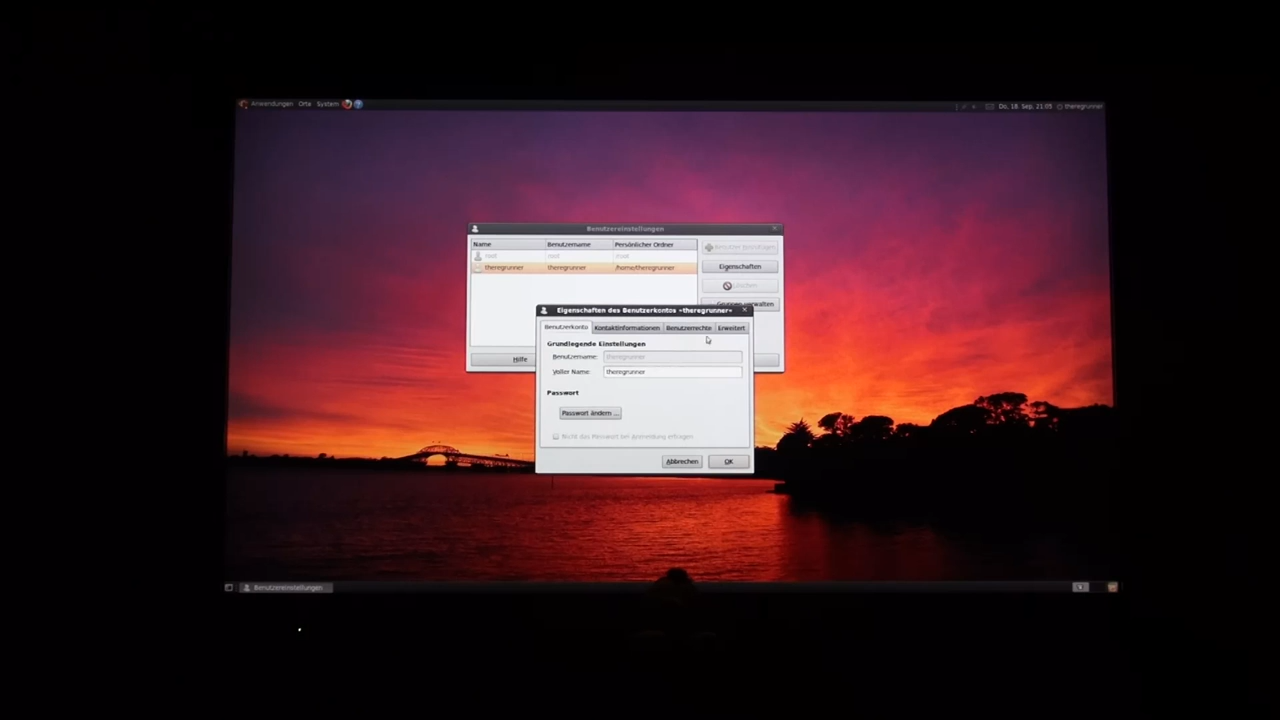 Anwendungen Orte System
Do, 18. Sep, 21:05 theregrunner
Benutzereinstellungen
Name Benutzername Persönlicher Ordner
root root /root
theregrunner theregrunner /home/theregrunner
Benutzer hinzufügen
Eigenschaften
Löschen
Gruppen verwalten
Hilfe
Eigenschaften des Benutzerkontos »theregrunner«
Benutzerkonto Kontaktinformationen Benutzerrechte Erweitert
Grundlegende Einstellungen
Benutzername: theregrunner
Voller Name: theregrunner
Passwort
Passwort ändern ...
Nicht das Passwort bei Anmeldung erfragen
Abbrechen OK
Benutzereinstellungen